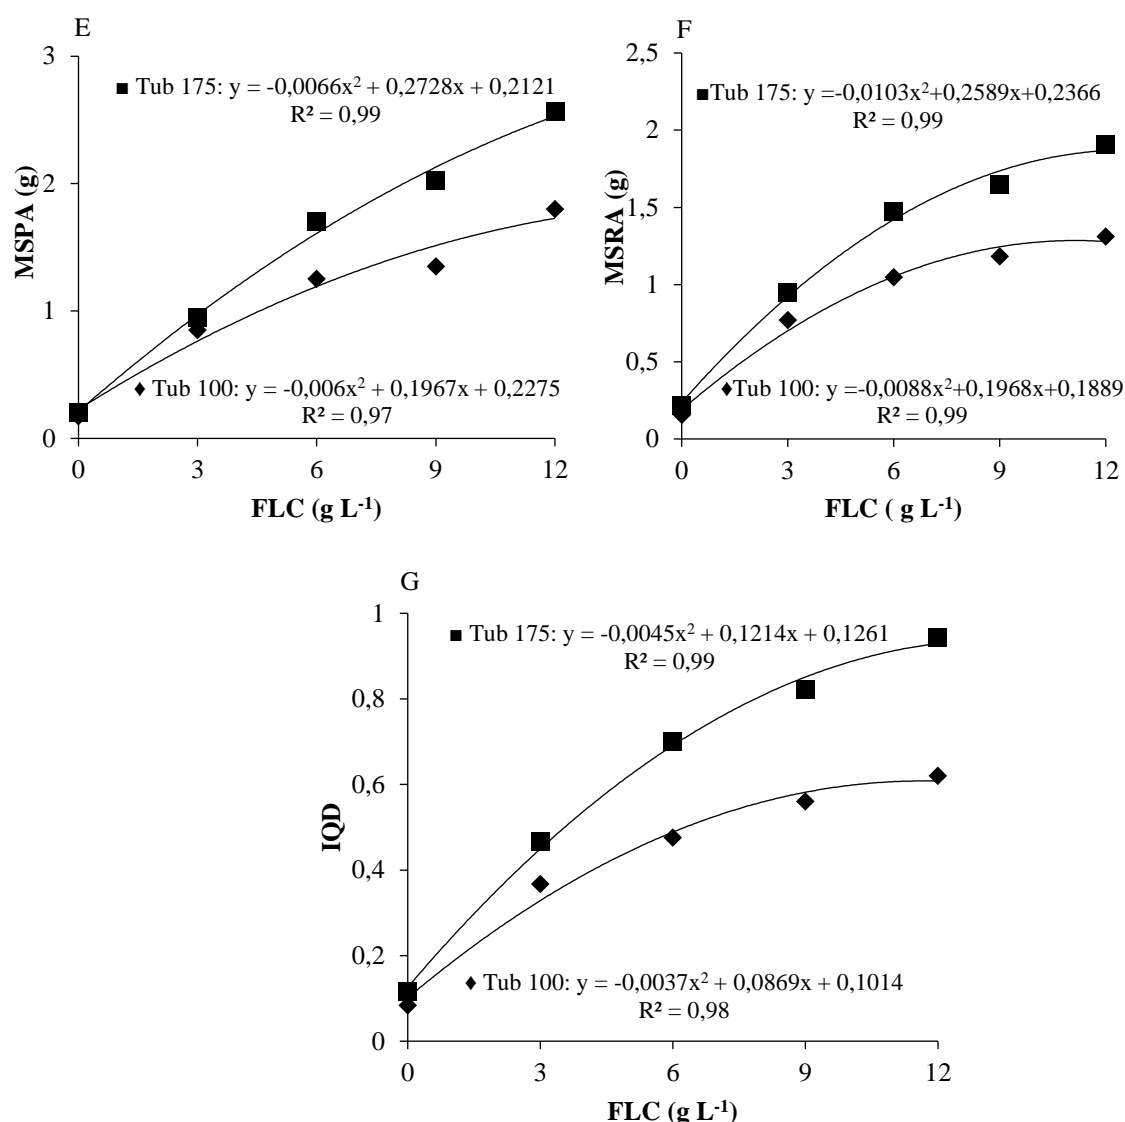 E
3
2
1
0
MSPA (g)
■ Tub 175: y = -0,0066x² + 0,2728x + 0,2121
R² = 0,99
◆ Tub 100: y = -0,006x² + 0,1967x + 0,2275
R² = 0,97
0 3 6 9 12
FLC (g L⁻¹)
F
2,5
2
1,5
1
0,5
0
MSRA (g)
■Tub 175: y =-0,0103x²+0,2589x+0,2366
R² = 0,99
◆Tub 100: y =-0,0088x²+0,1968x+0,1889
R² = 0,99
0 3 6 9 12
FLC ( g L⁻¹)
G
1
0,8
0,6
0,4
0,2
0
IQD
■ Tub 175: y = -0,0045x² + 0,1214x + 0,1261
R² = 0,99
◆ Tub 100: y = -0,0037x² + 0,0869x + 0,1014
R² = 0,98
0 3 6 9 12
FLC (g L⁻¹)